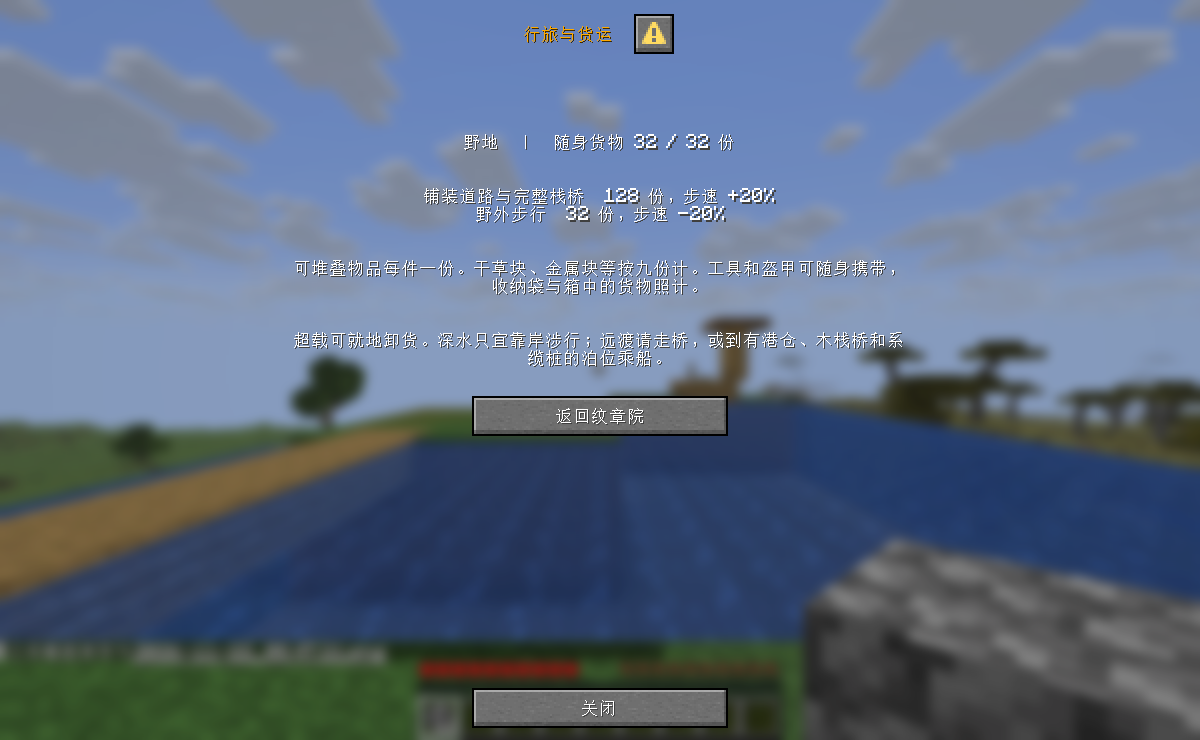 行旅与货运
野地 | 随身货物 32 / 32 份
铺装道路与完整栈桥 128 份，步速 +20%
野外步行 32 份，步速 -20%
可堆叠物品每件一份。干草块、金属块等按九份计。工具和盔甲可随身携带，
收纳袋与箱中的货物照计。
超载可就地卸货。深水只宜靠岸涉行；远渡请走桥，或到有港仓、木栈桥和系
缆桩的泊位乘船。
返回纹章院
关闭